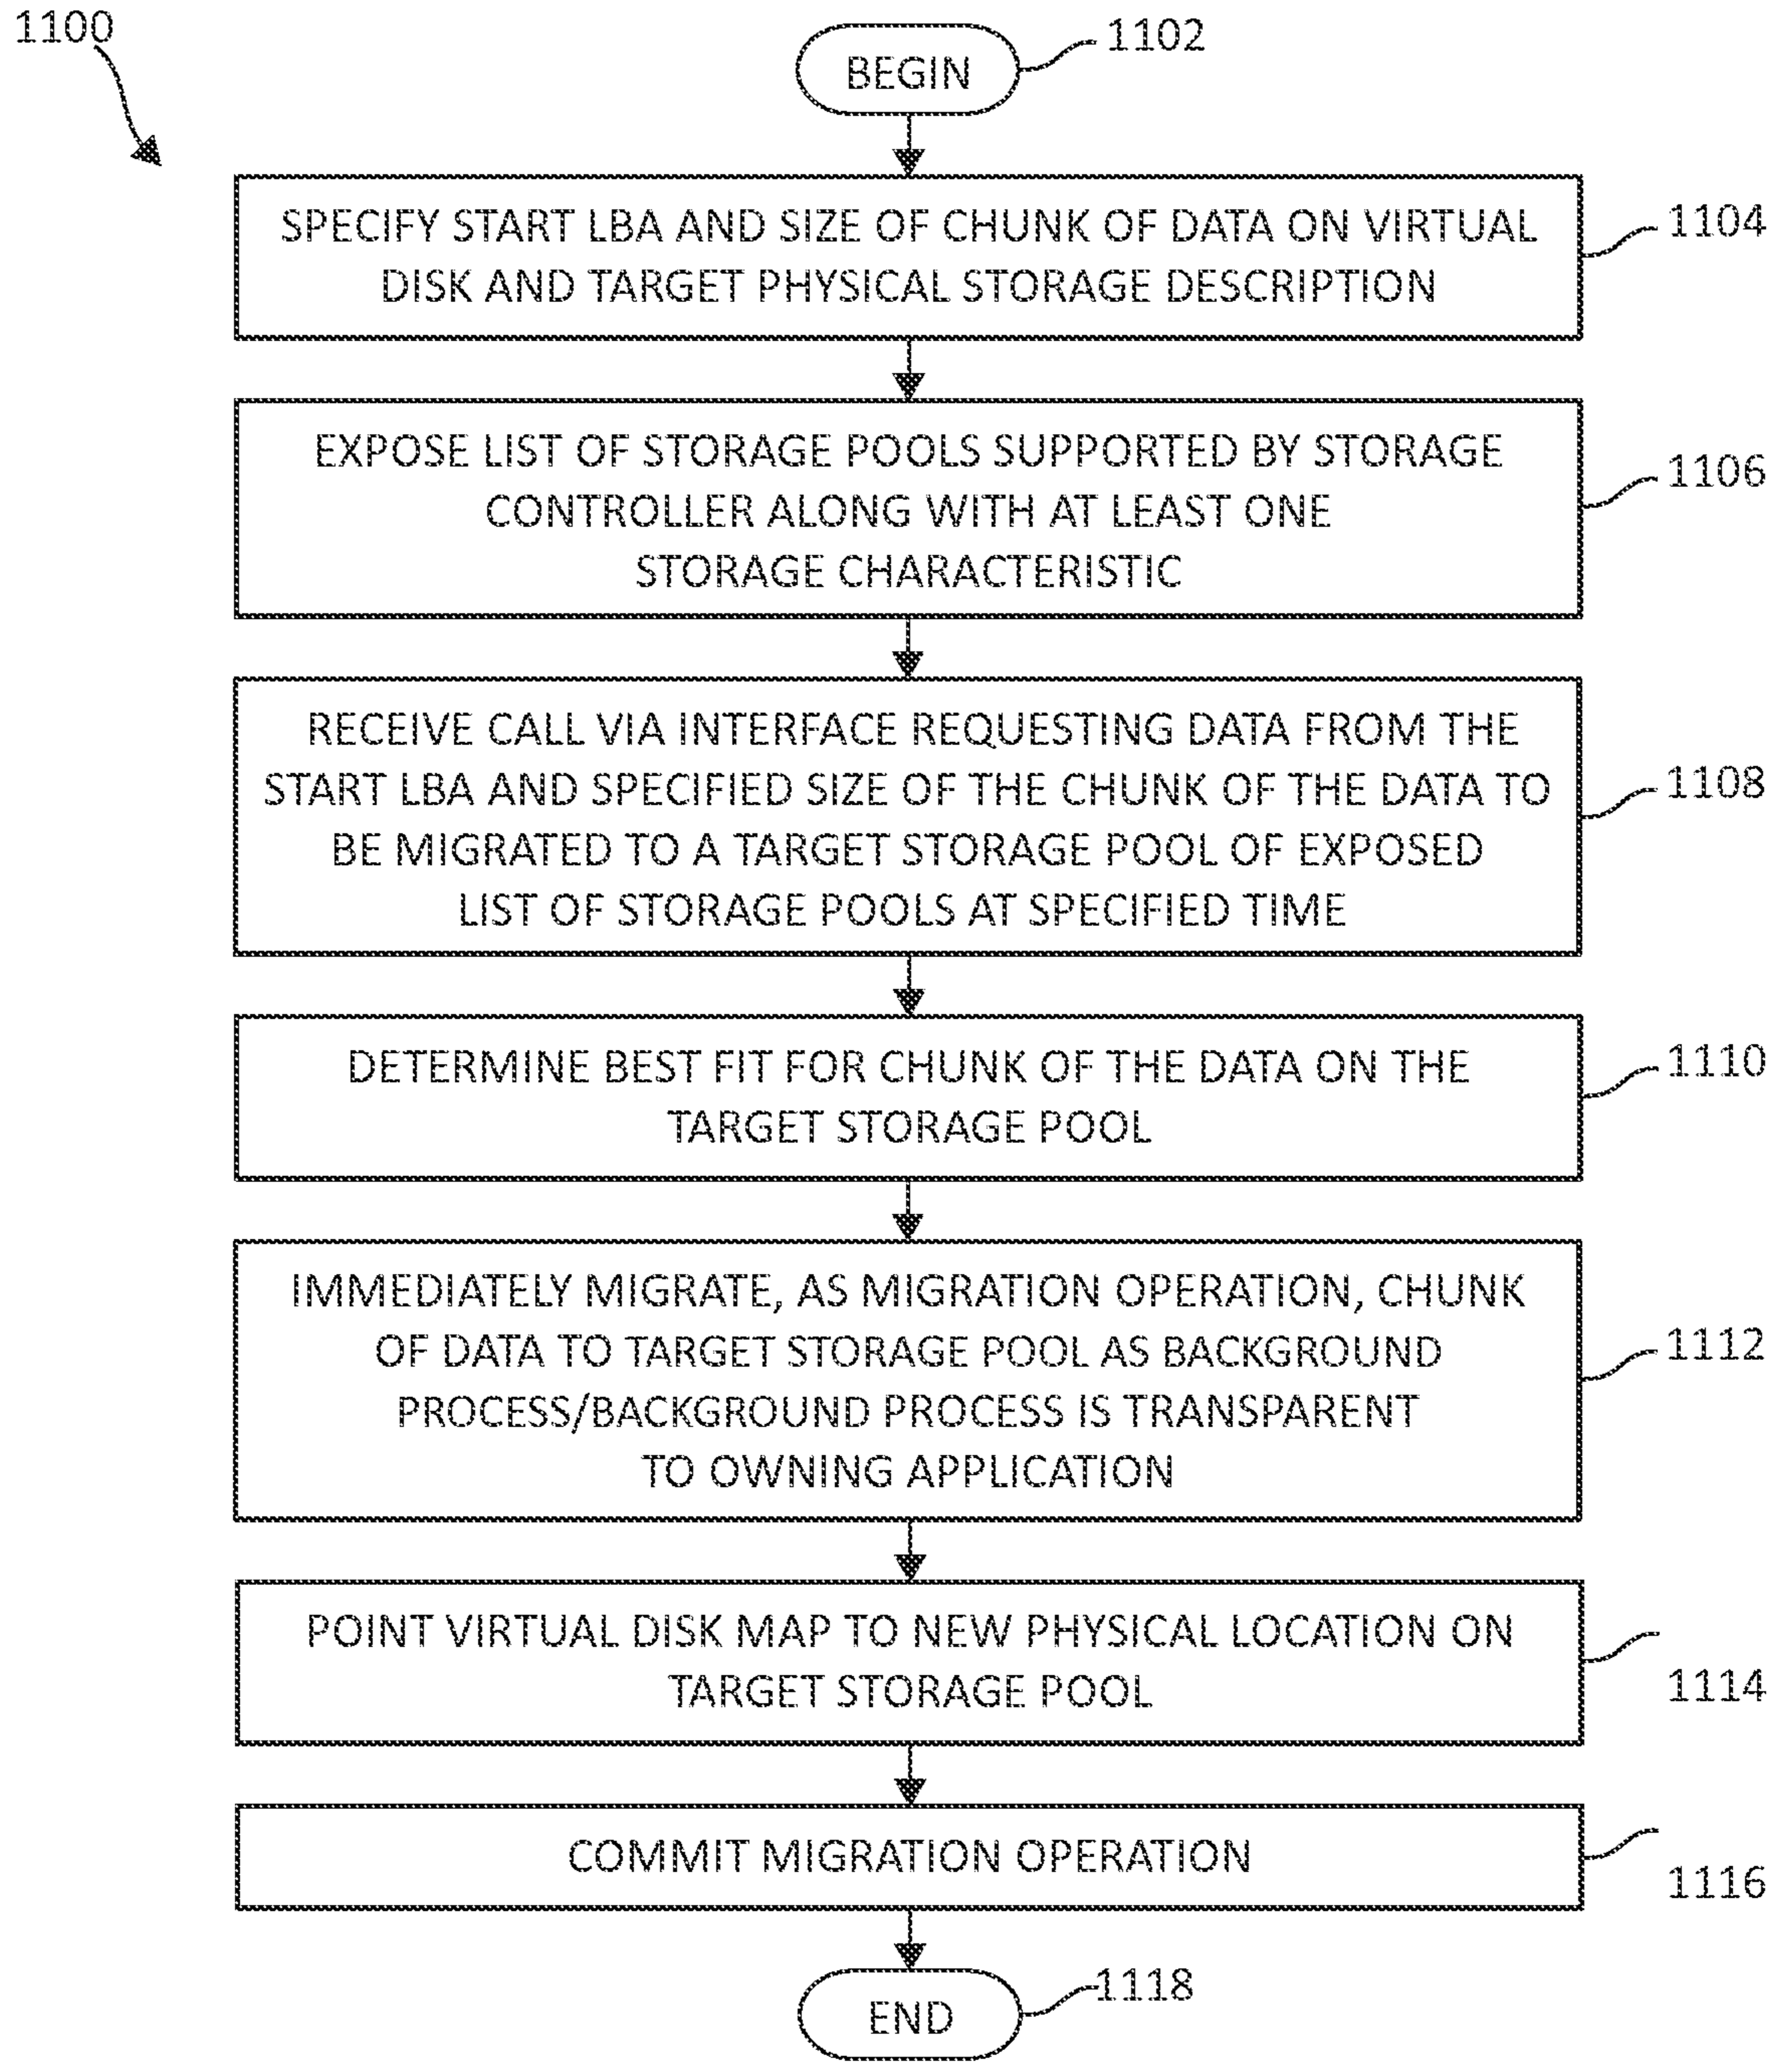 1100
BEGIN
1102
SPECIFY START LBA AND SIZE OF CHUNK OF DATA ON VIRTUAL
DISK AND TARGET PHYSICAL STORAGE DESCRIPTION
1104
EXPOSE LIST OF STORAGE POOLS SUPPORTED BY STORAGE
CONTROLLER ALONG WITH AT LEAST ONE
STORAGE CHARACTERISTIC
1106
RECEIVE CALL VIA INTERFACE REQUESTING DATA FROM THE
START LBA AND SPECIFIED SIZE OF THE CHUNK OF THE DATA TO
BE MIGRATED TO A TARGET STORAGE POOL OF EXPOSED
LIST OF STORAGE POOLS AT SPECIFIED TIME
1108
DETERMINE BEST FIT FOR CHUNK OF THE DATA ON THE
TARGET STORAGE POOL
1110
IMMEDIATELY MIGRATE, AS MIGRATION OPERATION, CHUNK
OF DATA TO TARGET STORAGE POOL AS BACKGROUND
PROCESS/BACKGROUND PROCESS IS TRANSPARENT
TO OWNING APPLICATION
1112
POINT VIRTUAL DISK MAP TO NEW PHYSICAL LOCATION ON
TARGET STORAGE POOL
1114
COMMIT MIGRATION OPERATION
1116
END
1118